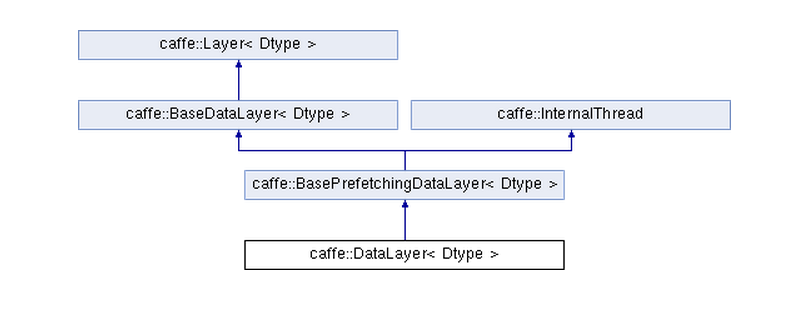 caffe::Layer< Dtype >
caffe::BaseDataLayer< Dtype >
caffe::InternalThread
caffe::BasePrefetchingDataLayer< Dtype >
caffe::DataLayer< Dtype >